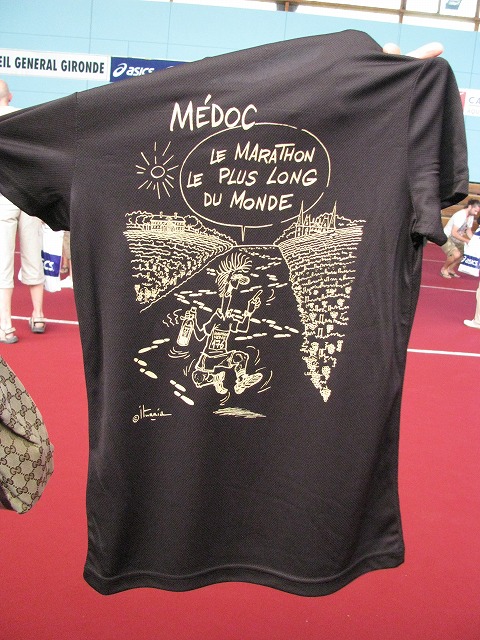 EIL GENERAL GIRONDE
asics
MÉDOC
LE MARATHON
LE PLUS LONG
DU MONDE